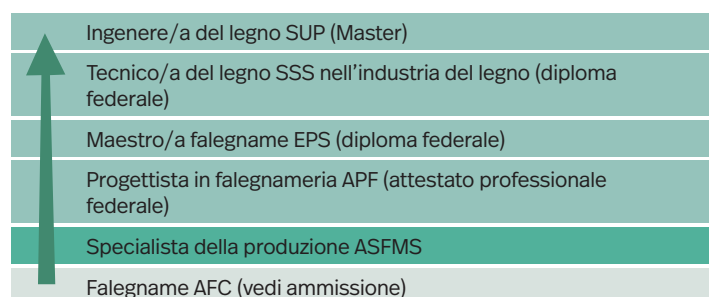 Ingenere/a del legno SUP (Master)
Tecnico/a del legno SSS nell'industria del legno (diploma
federale)
Maestro/a falegname EPS (diploma federale)
Progettista in falegnameria APF (attestato professionale
federale)
Specialista della produzione ASFMS
Falegname AFC (vedi ammissione)